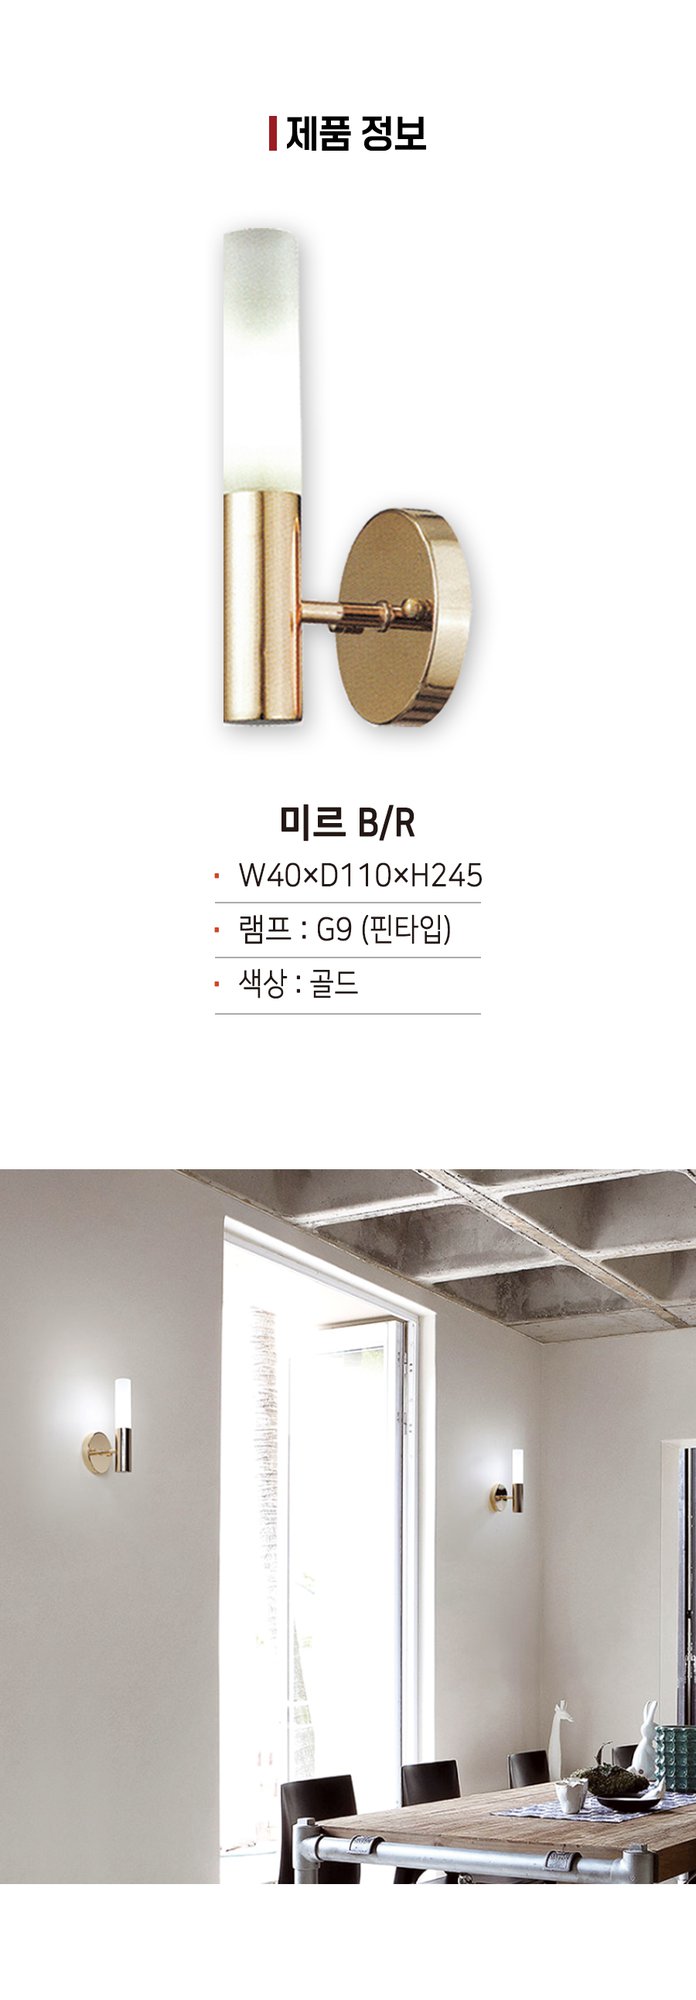 제품 정보
미르 B/R
· W40×D110×H245
· 램프 : G9 (핀타입)
· 색상 : 골드